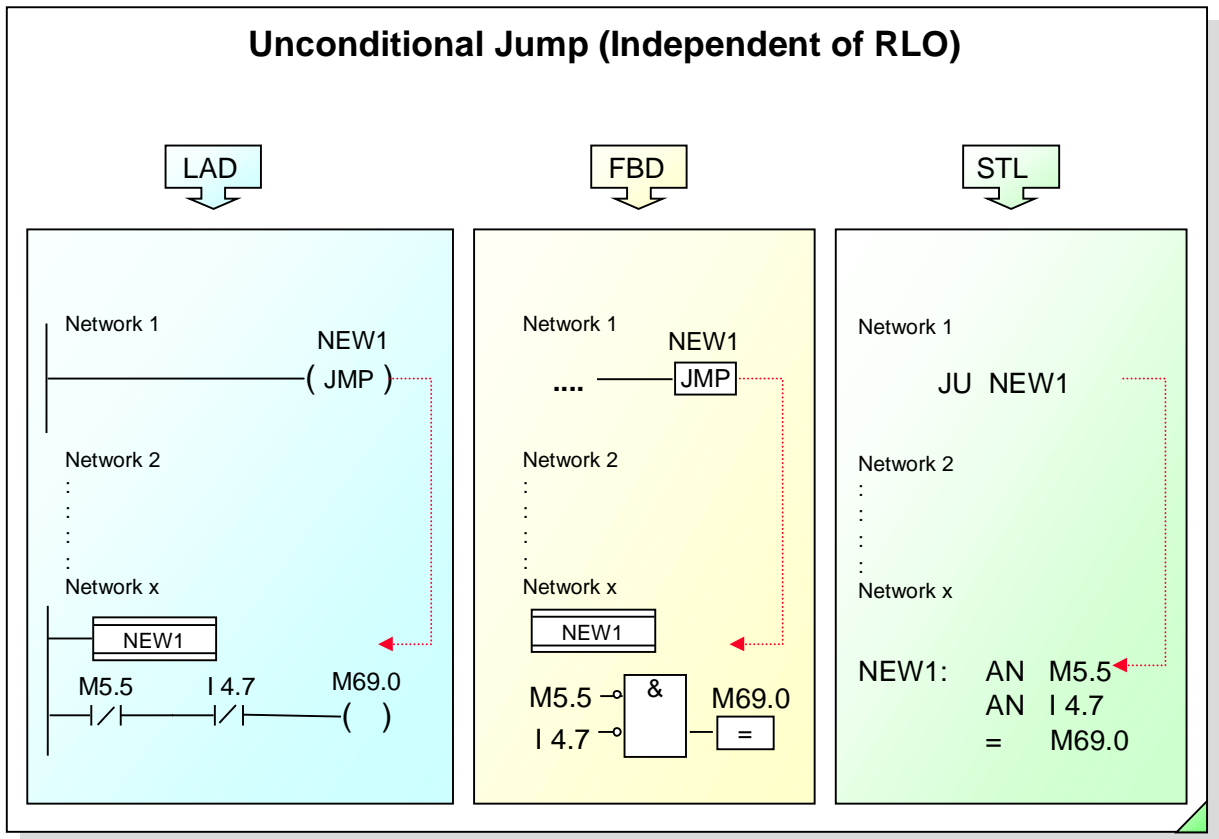 Unconditional Jump (Independent of RLO)
LAD
Network 1
NEW1
( JMP )
Network 2
:
:
:
:
Network x
NEW1
M5.5 I 4.7 M69.0
( )
FBD
Network 1
NEW1
.... JMP
Network 2
:
:
:
:
Network x
NEW1
M5.5 & M69.0
I 4.7 =
STL
Network 1
JU NEW1
Network 2
:
:
:
:
Network x
NEW1: AN M5.5
AN I 4.7
= M69.0